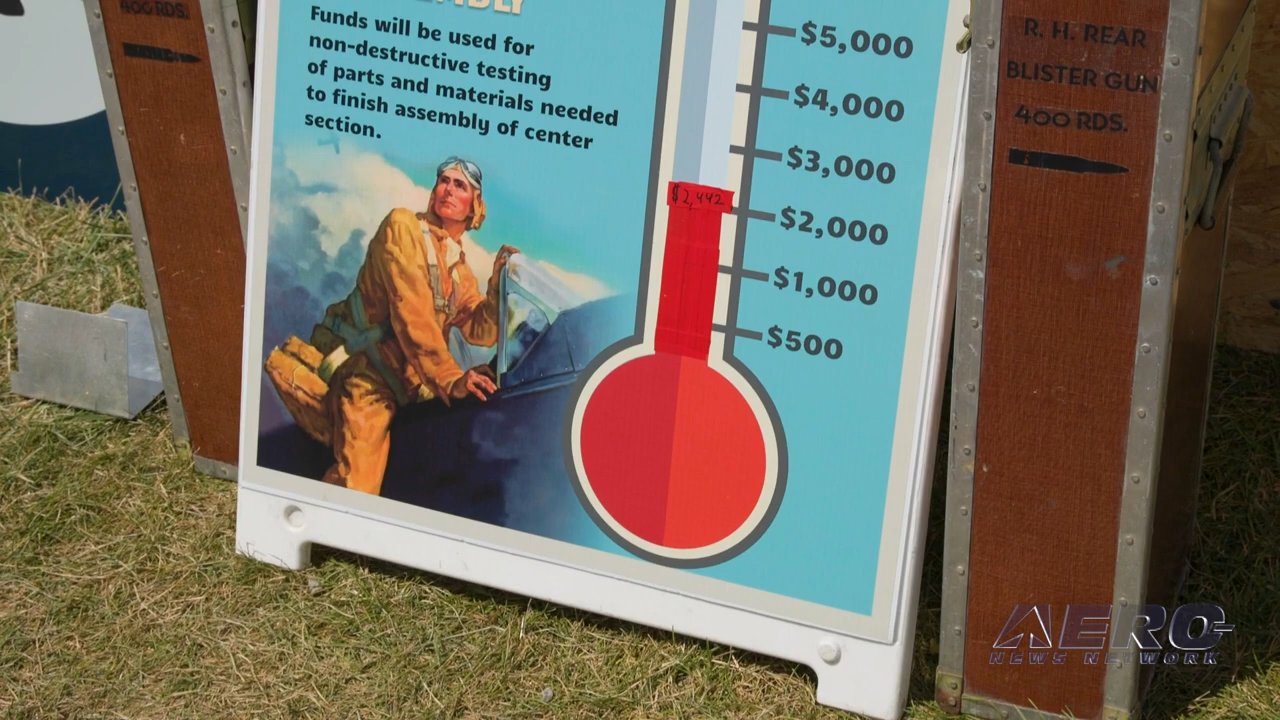 400 RDS.
Funds will be used for
non-destructive testing
of parts and materials needed
to finish assembly of center
section.
$5,000
$4,000
$3,000
$2,442
$2,000
$1,000
$500
R. H. REAR
BLISTER GUN
400 RDS.
AERO
NEWS NETWORK